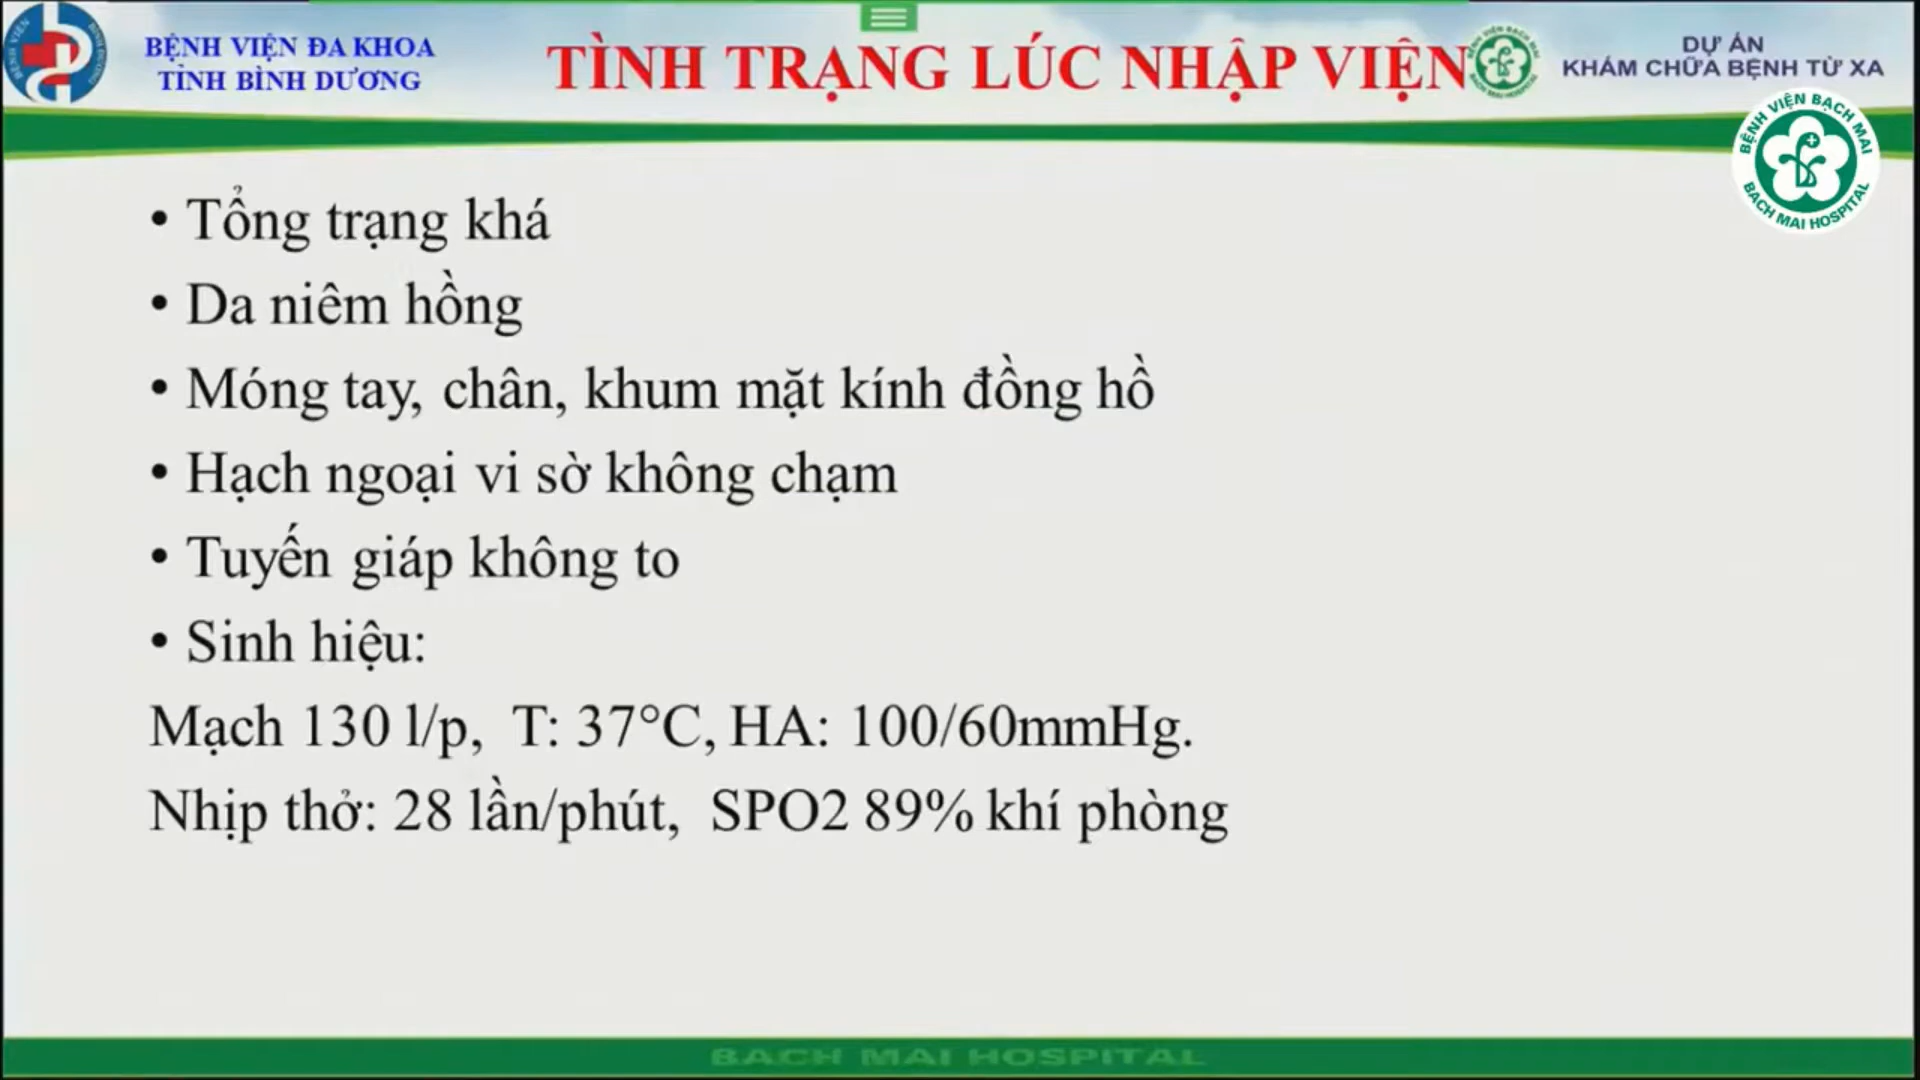 BỆNH VIỆN ĐA KHOA
TỈNH BÌNH DƯƠNG
TÌNH TRẠNG LÚC NHẬP VIỆN
DỰ ÁN
KHÁM CHỮA BỆNH TỪ XA
BỆNH VIỆN BẠCH MAI
BACH MAI HOSPITAL
• Tổng trạng khá
• Da niêm hồng
• Móng tay, chân, khum mặt kính đồng hồ
• Hạch ngoại vi sờ không chạm
• Tuyến giáp không to
• Sinh hiệu:
Mạch 130 l/p, T: 37°C, HA: 100/60mmHg.
Nhịp thở: 28 lần/phút, SPO2 89% khí phòng
BACH MAI HOSPITAL